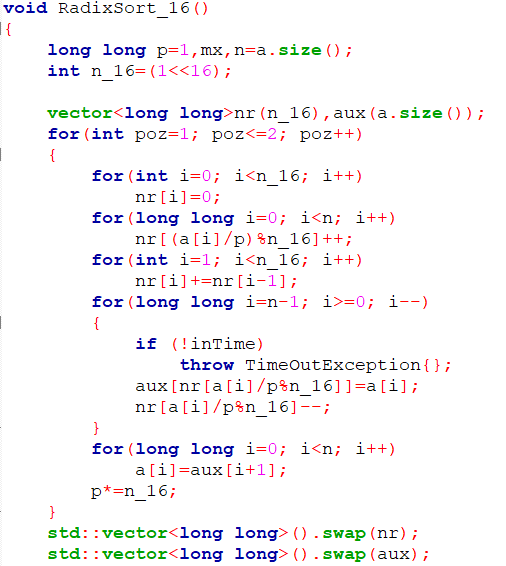 void RadixSort_16()
{
    long long p=1,mx,n=a.size();
    int n_16=(1<<16);

    vector<long long>nr(n_16),aux(a.size());
    for(int poz=1; poz<=2; poz++)
    {
        for(int i=0; i<n_16; i++)
            nr[i]=0;
        for(long long i=0; i<n; i++)
            nr[(a[i]/p)%n_16]++;
        for(int i=1; i<n_16; i++)
            nr[i]+=nr[i-1];
        for(long long i=n-1; i>=0; i--)
        {
            if (!inTime)
                throw TimeOutException{};
            aux[nr[a[i]/p%n_16]]=a[i];
            nr[a[i]/p%n_16]--;
        }
        for(long long i=0; i<n; i++)
            a[i]=aux[i+1];
        p*=n_16;
    }
    std::vector<long long>().swap(nr);
    std::vector<long long>().swap(aux);